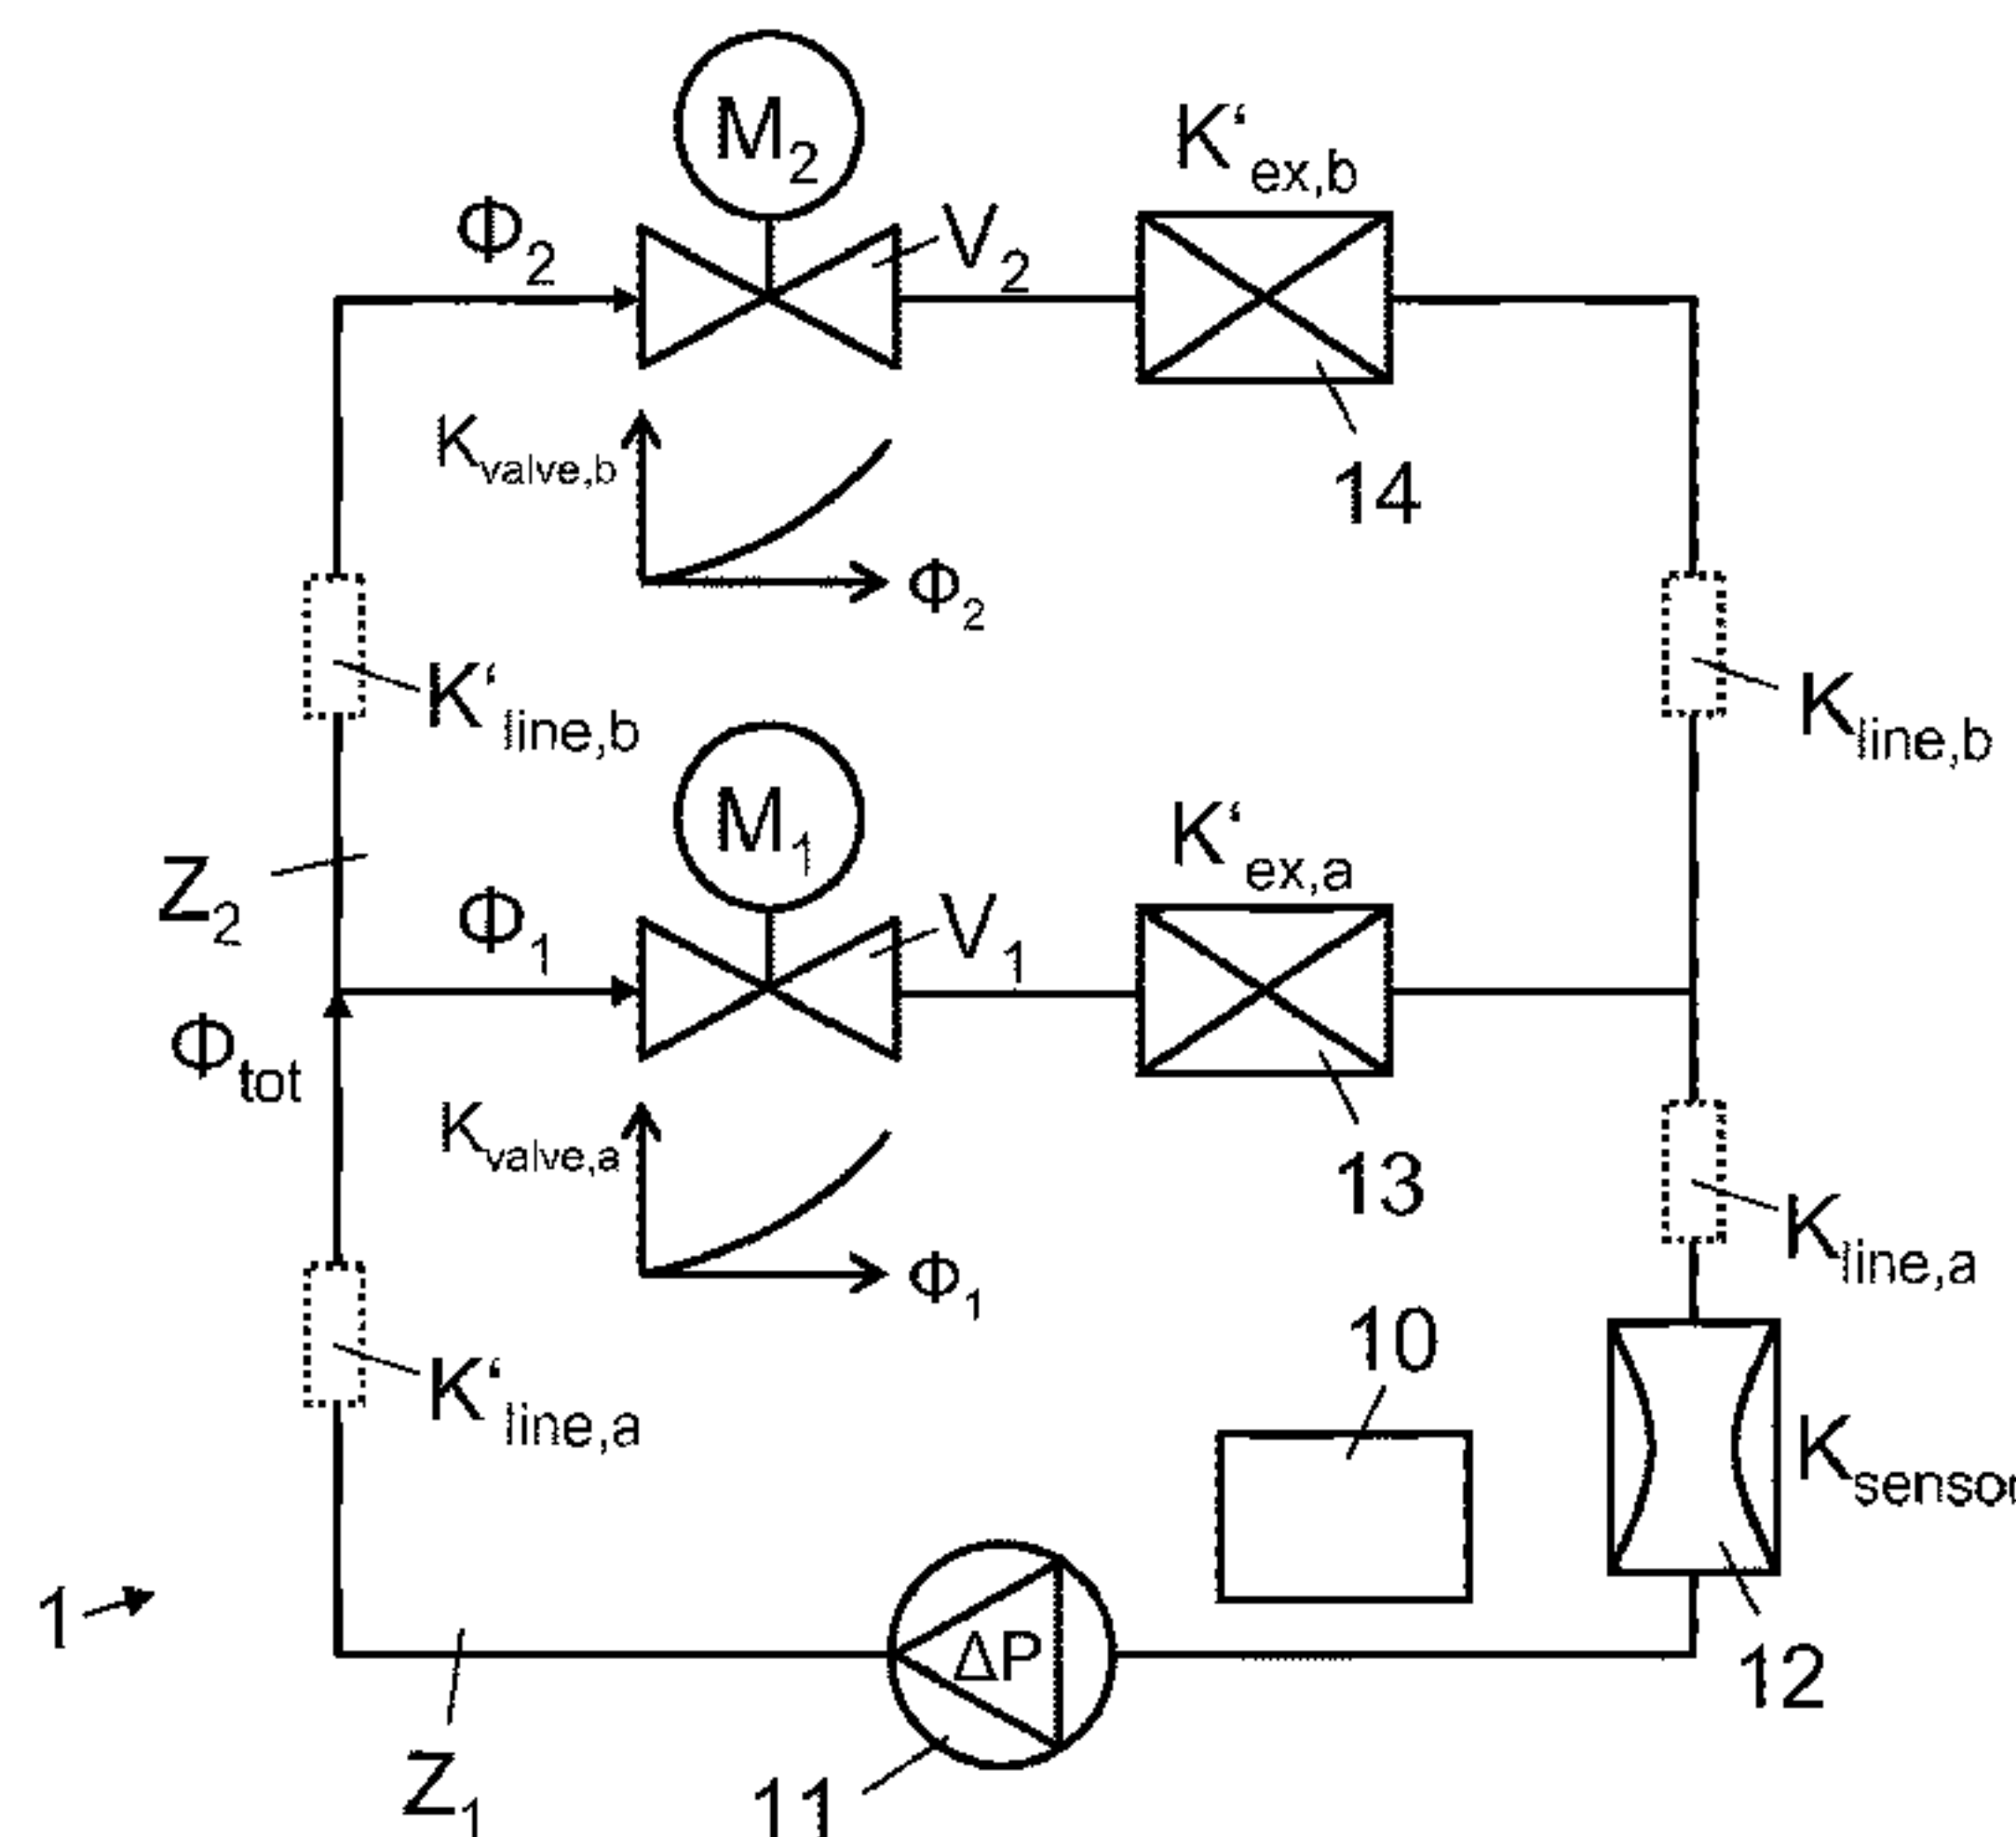 M₂
K‘ex,b
Φ₂
V₂
Kvalve,b
14
Φ₂
K‘line,b
Kline,b
M₁
K‘ex,a
Z₂
Φ₁
V₁
Φtot
Kvalve,a
13
Kline,a
Φ₁
10
K‘line,a
Ksensor
1
ΔP
12
Z₁
11